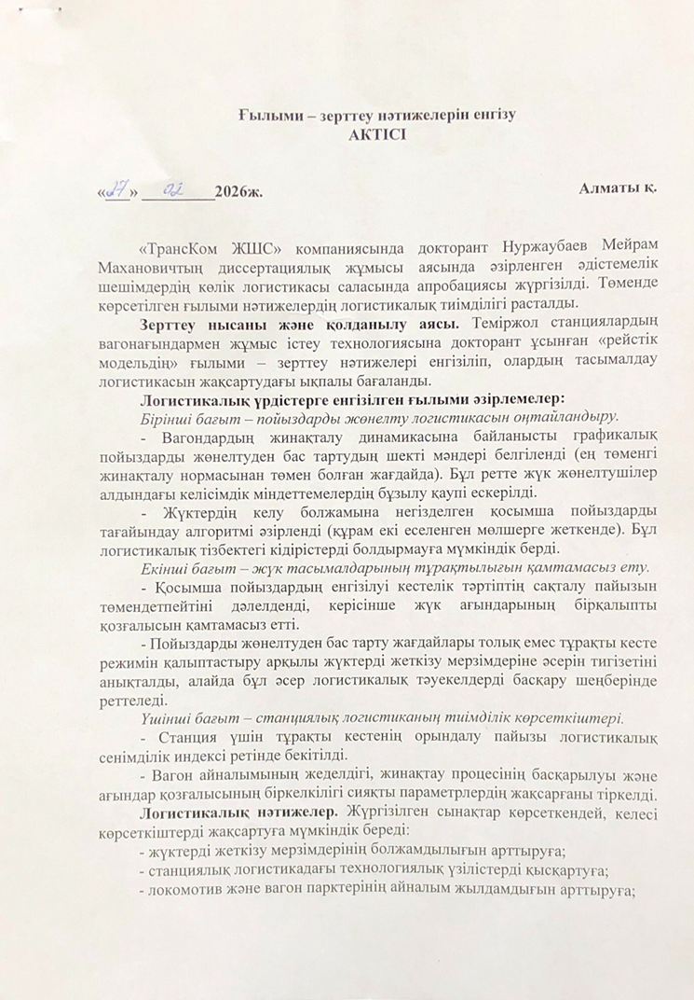 Ғылыми – зерттеу нәтижелерін енгізу
АКТІСІ
«27» 02 2026ж. Алматы қ.
«ТрансКом ЖШС» компаниясында докторант Нуржаубаев Мейрам
Махановичтың диссертациялық жұмысы аясында әзірленген әдістемелік
шешімдердің көлік логистикасы саласында апробациясы жүргізілді. Төменде
көрсетілген ғылыми нәтижелердің логистикалық тиімділігі расталды.
Зерттеу нысаны және қолданылу аясы. Теміржол станциялардың
вагонағындармен жұмыс істеу технологиясына докторант ұсынған «рейстік
модельдің» ғылыми – зерттеу нәтижелері енгізіліп, олардың тасымалдау
логистикасын жақсартудағы ықпалы бағаланды.
Логистикалық үрдістерге енгізілген ғылыми әзірлемелер:
Бірінші бағыт – пойыздарды жөнелту логистикасын оңтайландыру.
- Вагондардың жинақталу динамикасына байланысты графикалық
пойыздарды жөнелтуден бас тартудың шекті мәндері белгіленді (ең төменгі
жинақталу нормасынан төмен болған жағдайда). Бұл ретте жүк жөнелтушілер
алдындағы келісімдік міндеттемелердің бұзылу қаупі ескерілді.
- Жүктердің келу болжамына негізделген қосымша пойыздарды
тағайындау алгоритмі әзірленді (құрам екі еселенген мөлшерге жеткенде). Бұл
логистикалық тізбектегі кідірістерді болдырмауға мүмкіндік берді.
Екінші бағыт – жүк тасымалдарының тұрақтылығын қамтамасыз ету.
- Қосымша пойыздардың енгізілуі кестелік тәртіптің сақталу пайызын
төмендетпейтіні дәлелденді, керісінше жүк ағындарының бірқалыпты
қозғалысын қамтамасыз етті.
- Пойыздарды жөнелтуден бас тарту жағдайлары толық емес тұрақты кесте
режимін қалыптастыру арқылы жүктерді жеткізу мерзімдеріне әсерін тигізетіні
анықталды, алайда бұл әсер логистикалық тәуекелдерді басқару шеңберінде
реттеледі.
Үшінші бағыт – станциялық логистиканың тиімділік көрсеткіштері.
- Станция үшін тұрақты кестенің орындалу пайызы логистикалық
сенімділік индексі ретінде бекітілді.
- Вагон айналымының жеделдігі, жинақтау процесінің басқарылуы және
ағындар қозғалысының біркелкілігі сияқты параметрлердің жақсарғаны тіркелді.
Логистикалық нәтижелер. Жүргізілген сынақтар көрсеткендей, келесі
көрсеткіштерді жақсартуға мүмкіндік береді:
- жүктерді жеткізу мерзімдерінің болжамдылығын арттыруға;
- станциялық логистикадағы технологиялық үзілістерді қысқартуға;
- локомотив және вагон парктерінің айналым жылдамдығын арттыруға;